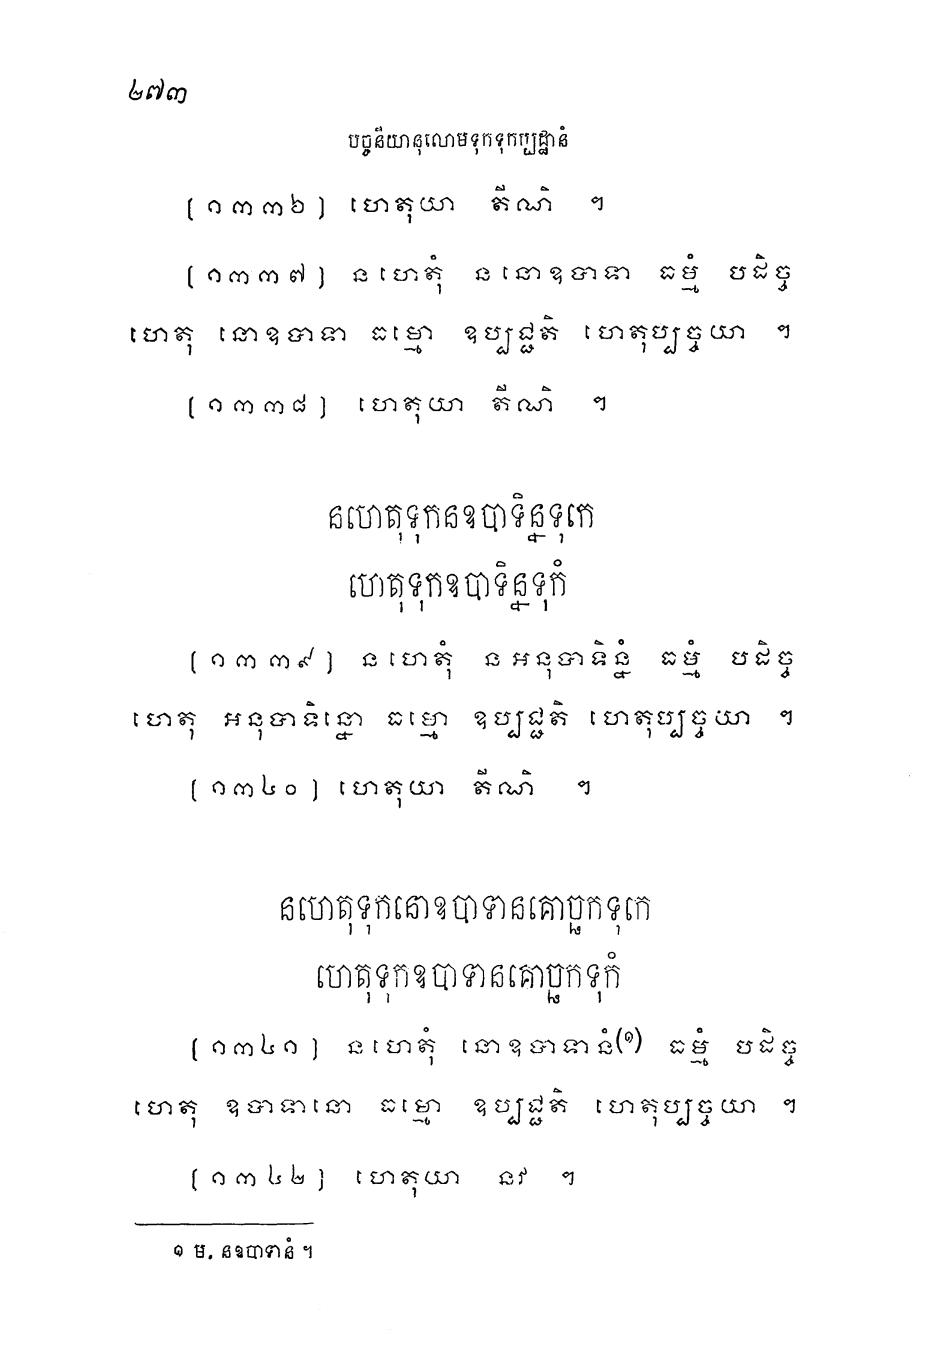 ២៧៣
បច្ចនីយានុលោមទុកទុកប្បដ្ឋានំ
[១៣៣៦] ហេតុយា តីណិ ។
[១៣៣៧] នហេតុំ ននោឧបាទា ធម្មំ បដិច្ច
ហេតុ នោឧបាទា ធម្មោ ឧប្បជ្ជតិ ហេតុប្បច្ចយា ។
[១៣៣៨] ហេតុយា តីណិ ។
នហេតុទុកនឧបាទិន្នទុកេ
ហេតុទុកឧបាទិន្នទុកំ
[១៣៣៩] នហេតុំ នអនុបាទិន្នំ ធម្មំ បដិច្ច
ហេតុ អនុបាទិន្នោ ធម្មោ ឧប្បជ្ជតិ ហេតុប្បច្ចយា ។
[១៣៤០] ហេតុយា តីណិ ។
នហេតុទុកនោឧបាទានគោច្ឆកទុកេ
ហេតុទុកឧបាទានគោច្ឆកទុកំ
[១៣៤១] នហេតុំ នោឧបាទានំ(១) ធម្មំ បដិច្ច
ហេតុ ឧបាទានោ ធម្មោ ឧប្បជ្ជតិ ហេតុប្បច្ចយា ។
[១៣៤២] ហេតុយា នវ ។
១ ម. នឧបាទានំ ។